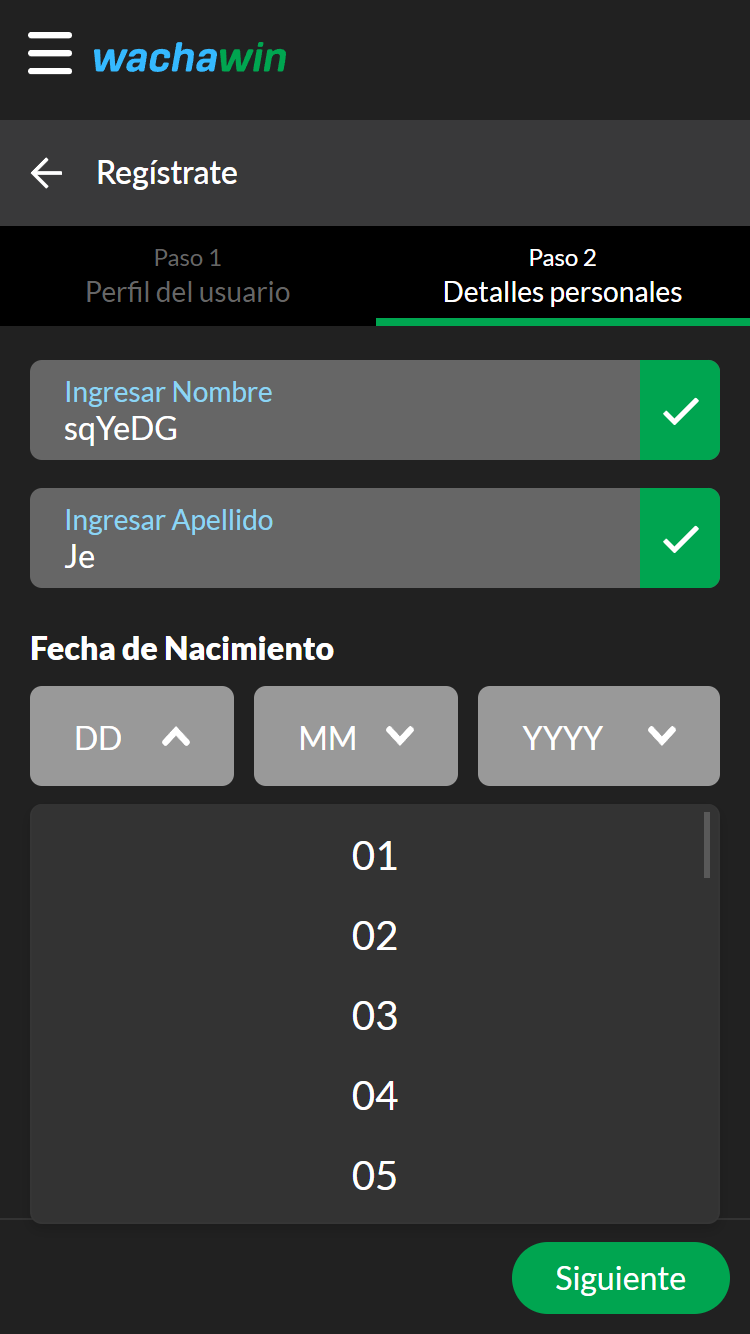 wachawin
Regístrate
Paso 1
Perfil del usuario
Paso 2
Detalles personales
Ingresar Nombre
sqYeDG
Ingresar Apellido
Je
Fecha de Nacimiento
DD MM YYYY
01
02
03
04
05
Siguiente